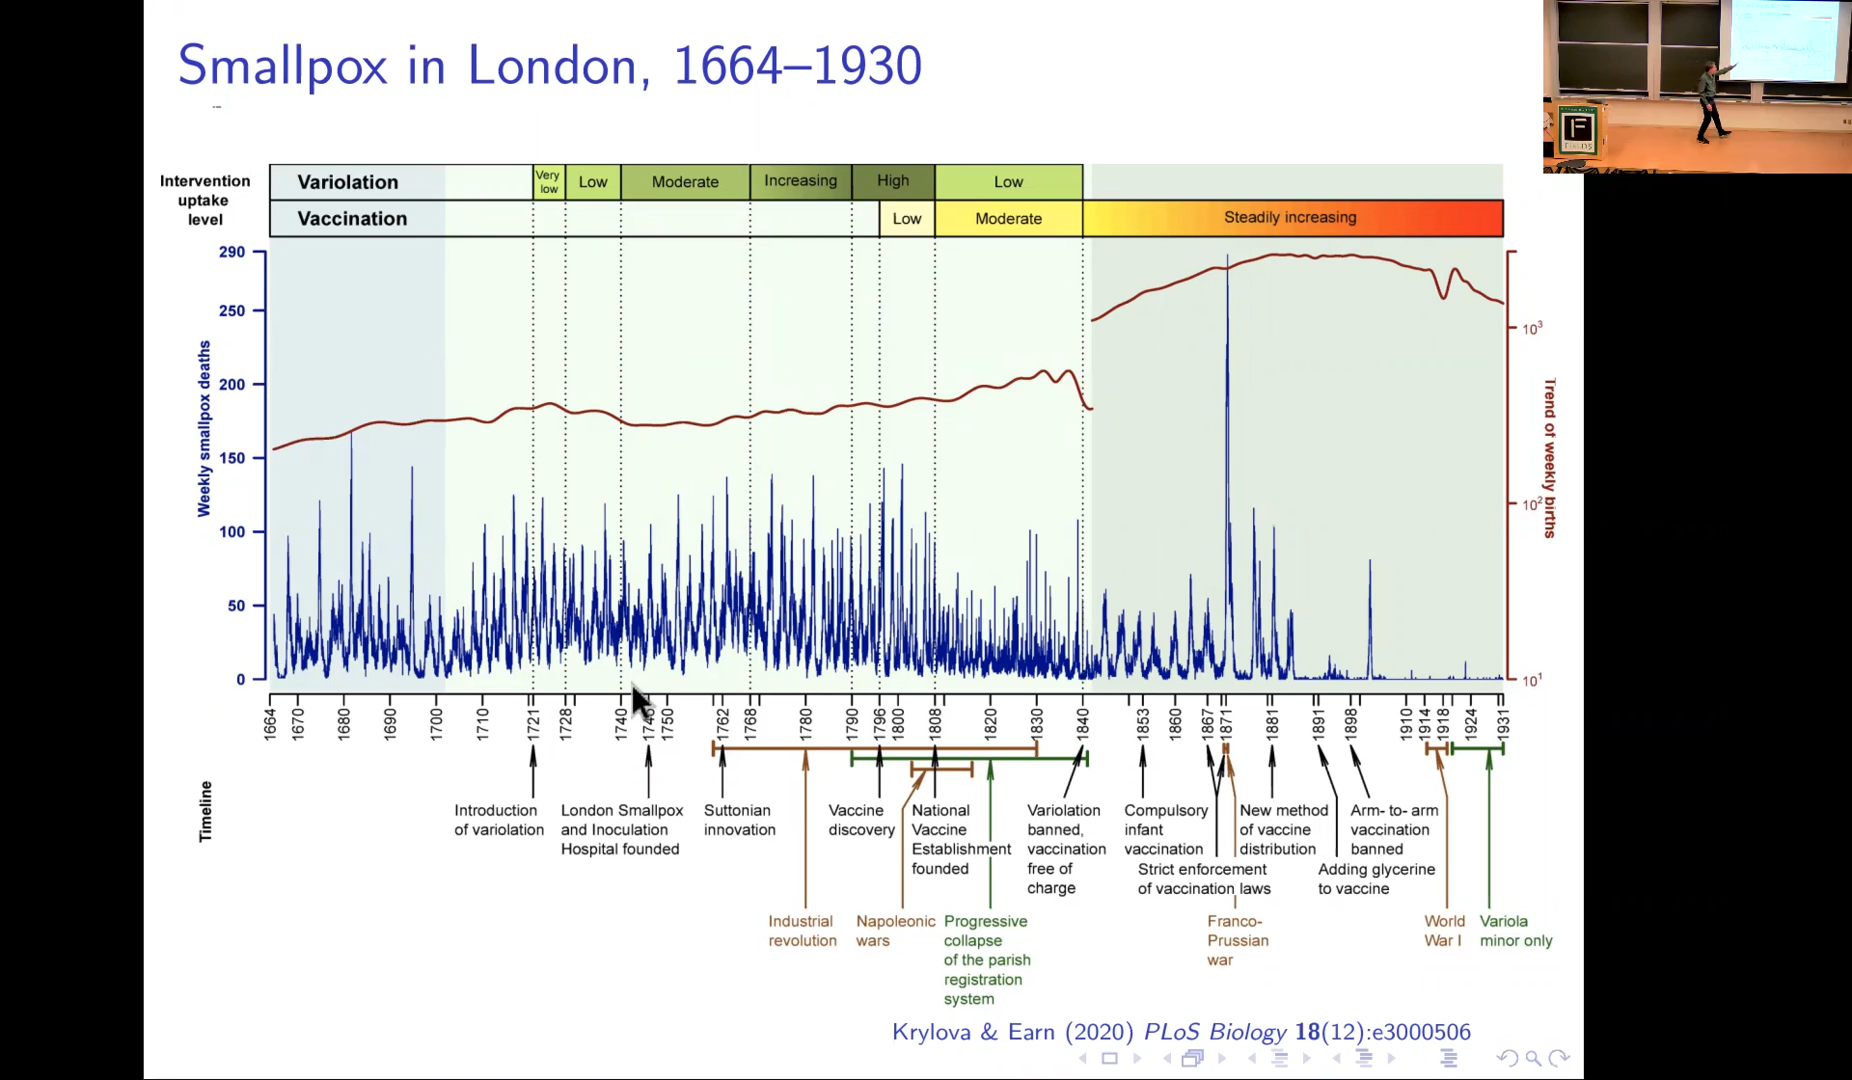 Smallpox in London, 1664–1930
Intervention
uptake
level
Variolation
Very
low
Low
Moderate
Increasing
High
Low
Vaccination
Low
Moderate
Steadily increasing
Weekly smallpox deaths
290
250
200
150
100
50
0
Trend of weekly births
10³
10²
10¹
1664
1670
1680
1690
1700
1710
1721
1728
1740
1750
1762
1768
1780
1790
1796
1800
1808
1820
1830
1840
1853
1860
1867
1871
1881
1891
1898
1910
1914
1918
1924
1931
Timeline
Introduction
of variolation
London Smallpox
and Inoculation
Hospital founded
Suttonian
innovation
Vaccine
discovery
National
Vaccine
Establishment
founded
Variolation
banned,
vaccination
free of
charge
Compulsory
infant
vaccination
Strict enforcement
of vaccination laws
New method
of vaccine
distribution
Adding glycerine
to vaccine
Arm- to- arm
vaccination
banned
Industrial
revolution
Napoleonic
wars
Progressive
collapse
of the parish
registration
system
Franco-
Prussian
war
World
War I
Variola
minor only
Krylova & Earn (2020) PLoS Biology 18(12):e3000506
F
FIELDS